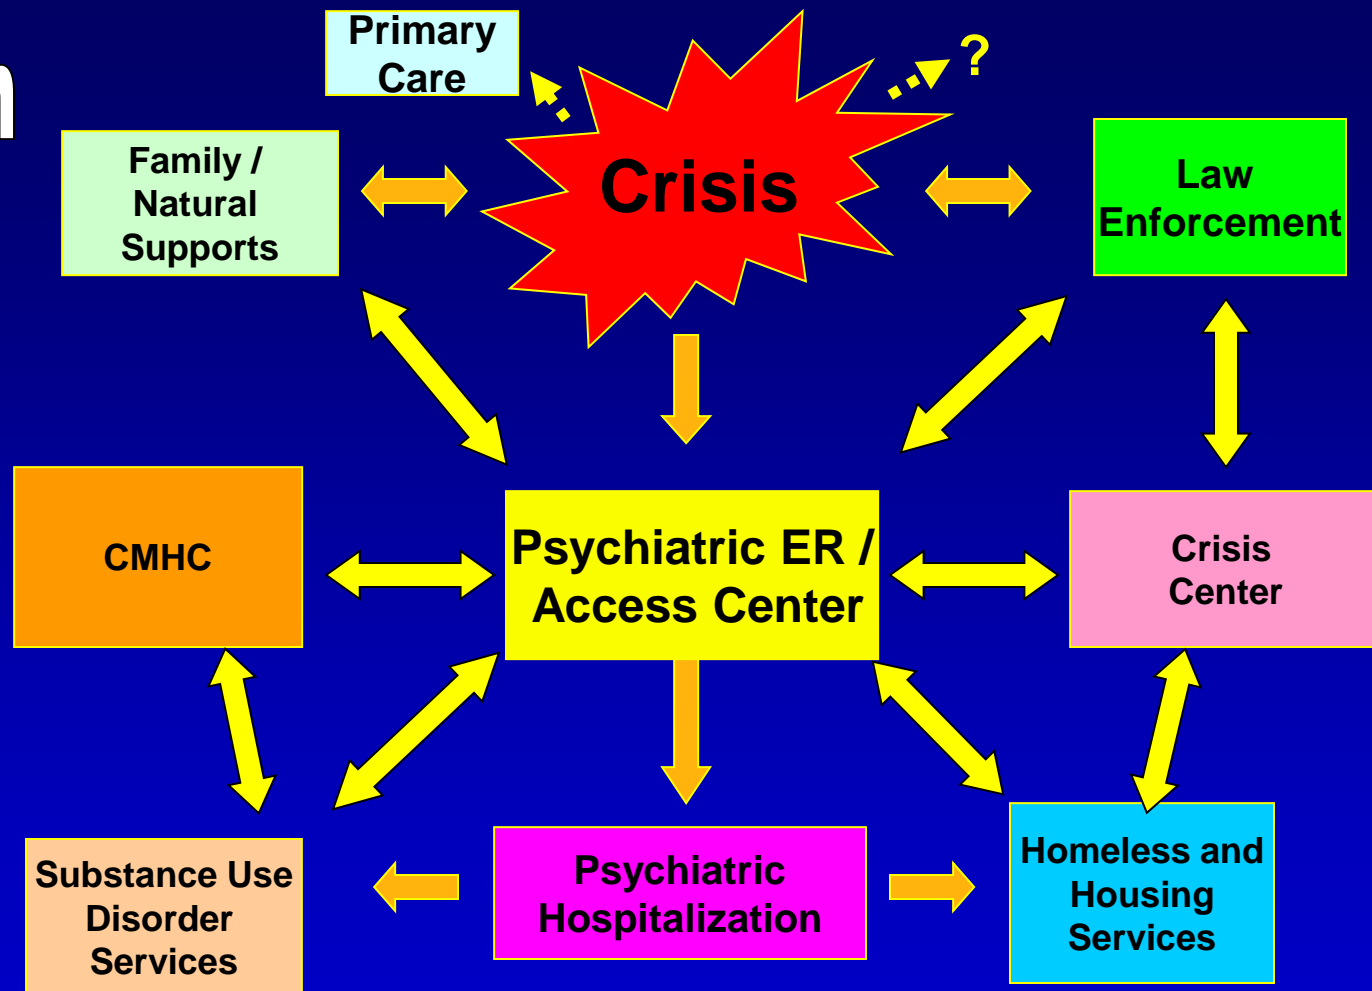 Primary
Care
?
Family /
Natural
Supports
Crisis
Law
Enforcement
CMHC
Psychiatric ER /
Access Center
Crisis
Center
Substance Use
Disorder
Services
Psychiatric
Hospitalization
Homeless and
Housing
Services